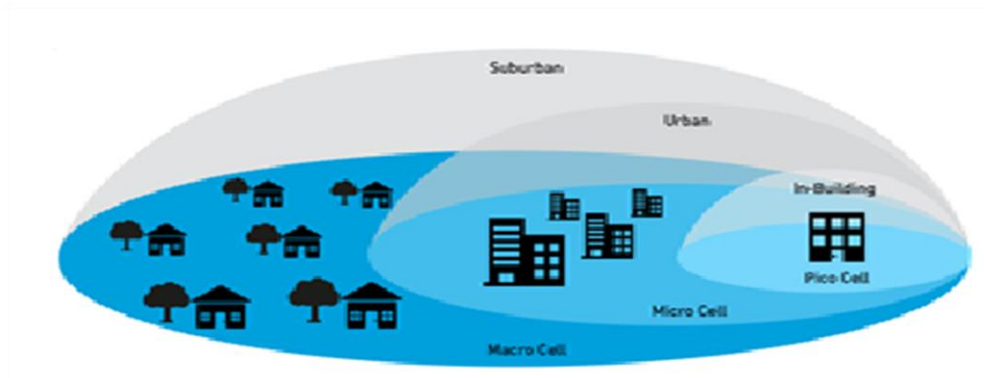 Suburban
Urban
In-Building
Pico Cell
Micro Cell
Macro Cell